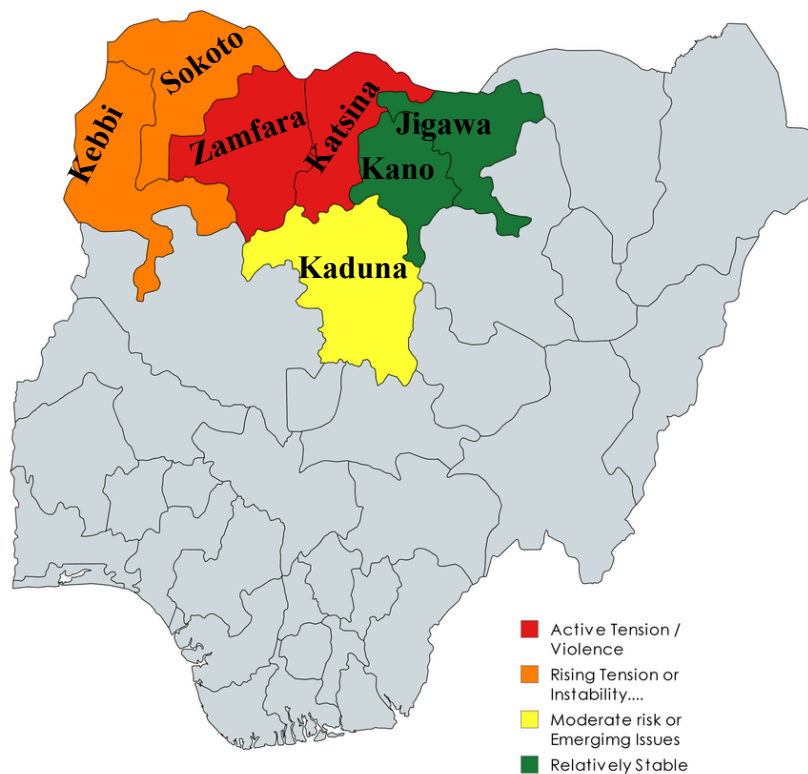 Sokoto
Kebbi
Zamfara
Katsina
Jigawa
Kano
Kaduna
Active Tension /
Violence
Rising Tension or
Instability....
Moderate risk or
Emergimg Issues
Relatively Stable